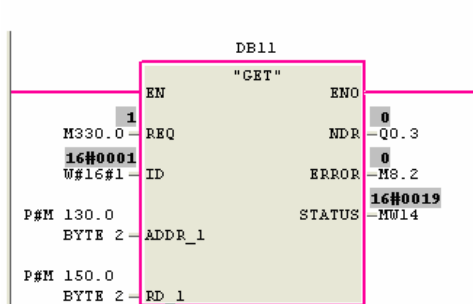 DB11
"GET"
EN ENO
1 0
M330.0 REQ NDR Q0.3
16#0001 0
W#16#1 ID ERROR M8.2
16#0019
P#M 130.0 STATUS MW14
BYTE 2 ADDR_1
P#M 150.0
BYTE 2 RD_1